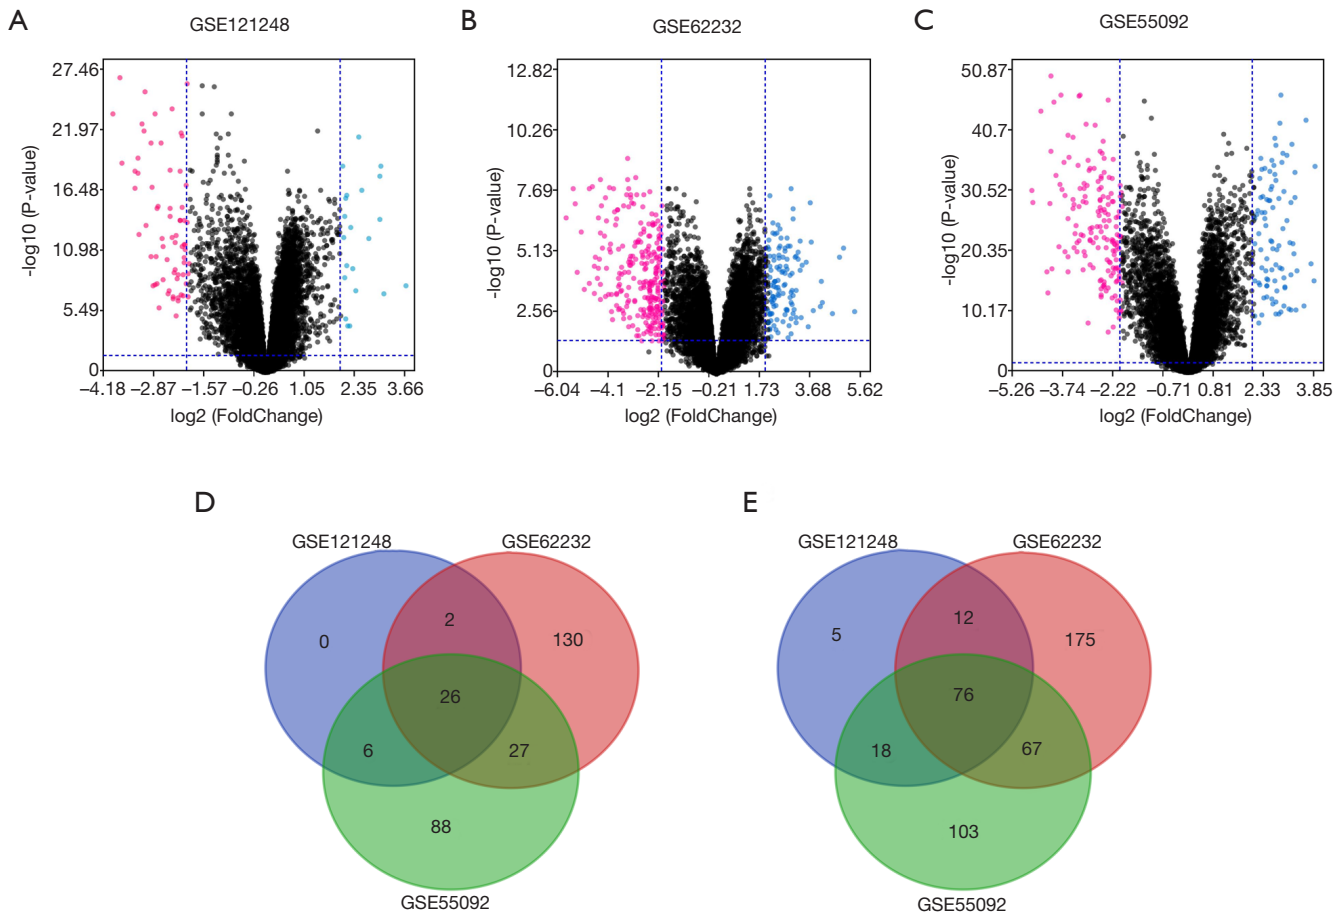 A
GSE121248
27.46
21.97
16.48
10.98
5.49
0
-log10 (P-value)
−4.18 −2.87 −1.57 −0.26 1.05 2.35 3.66
log2 (FoldChange)
B
GSE62232
12.82
10.26
7.69
5.13
2.56
0
-log10 (P-value)
−6.04 −4.1 −2.15 −0.21 1.73 3.68 5.62
log2 (FoldChange)
C
GSE55092
50.87
40.7
30.52
20.35
10.17
0
-log10 (P-value)
−5.26 −3.74 −2.22 −0.71 0.81 2.33 3.85
log2 (FoldChange)
D
GSE121248 GSE62232
0 2 130
26
6 27
88
GSE55092
E
GSE121248 GSE62232
5 12 175
76
18 67
103
GSE55092